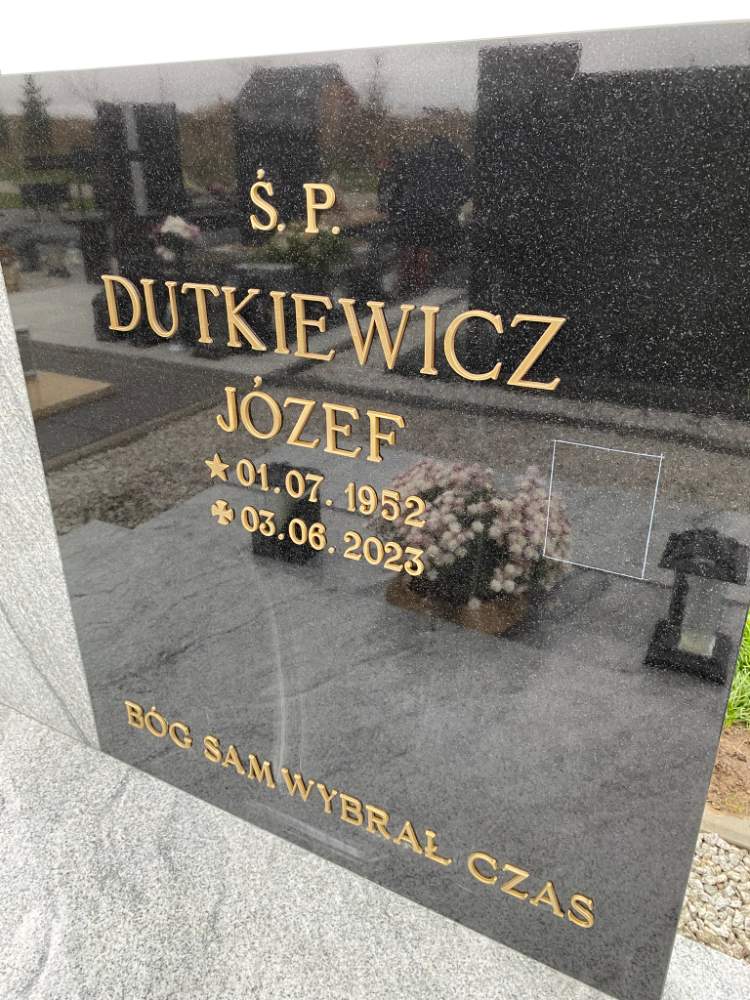 Ś. P.
DUTKIEWICZ
JÓZEF
01.07.1952
03.06.2023
BÓG SAM WYBRAŁ CZAS